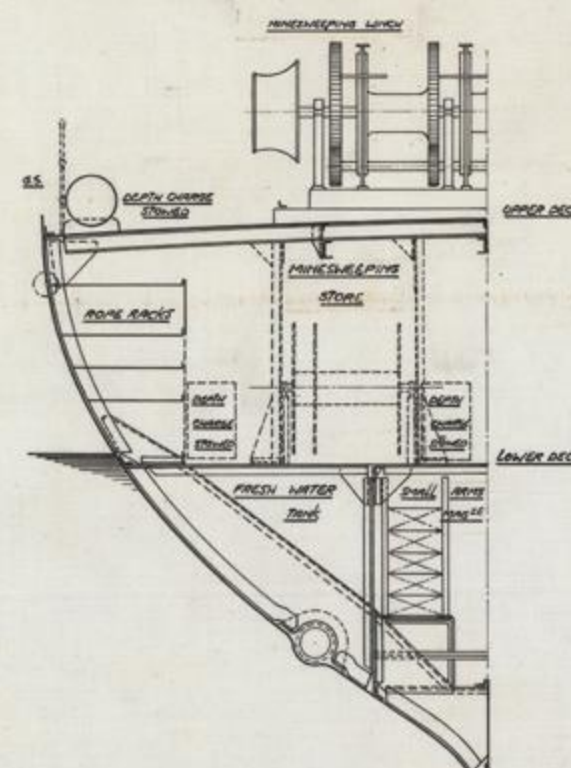 MINESWEEPING WINCH
DEPTH CHARGE
STOWED
UPPER DEC
MINESWEEPING
STORE
ROPE RACKS
DEPTH
CHARGE
STOWED
DEPTH
CHARGE
STOWED
LOWER DEC
FRESH WATER
TANK
SMALL ARMS
MAGZE